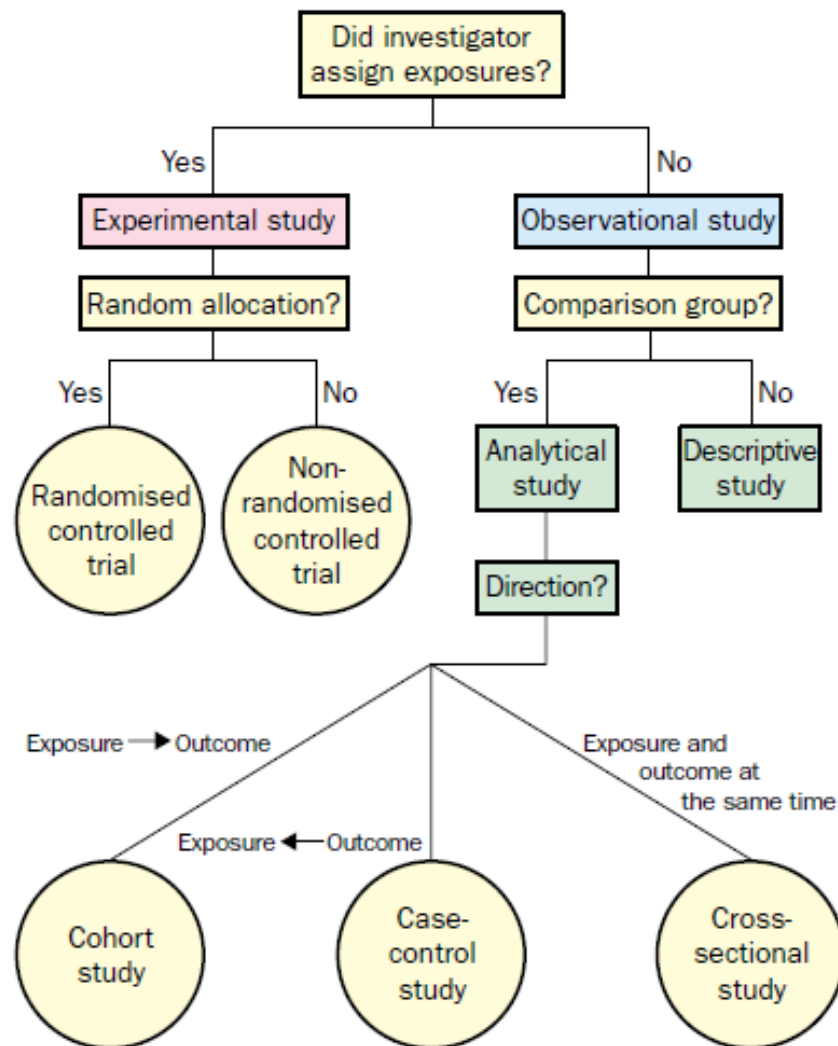 Did investigator
assign exposures?
Yes
No
Experimental study
Observational study
Random allocation?
Comparison group?
Yes
No
Yes
No
Randomised
controlled
trial
Non-
randomised
controlled
trial
Analytical
study
Descriptive
study
Direction?
Exposure → Outcome
Exposure and
outcome at
the same time
Exposure ← Outcome
Cohort
study
Case-
control
study
Cross-
sectional
study